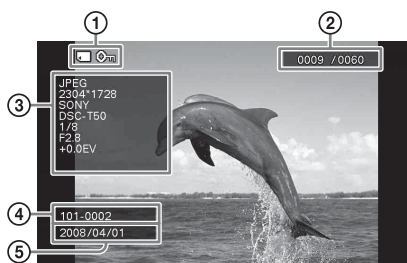 ① ②
0009 /0060
③
JPEG
2304*1728
SONY
DSC-T50
1/8
F2.8
+0.0EV
④
101-0002
2008/04/01
⑤